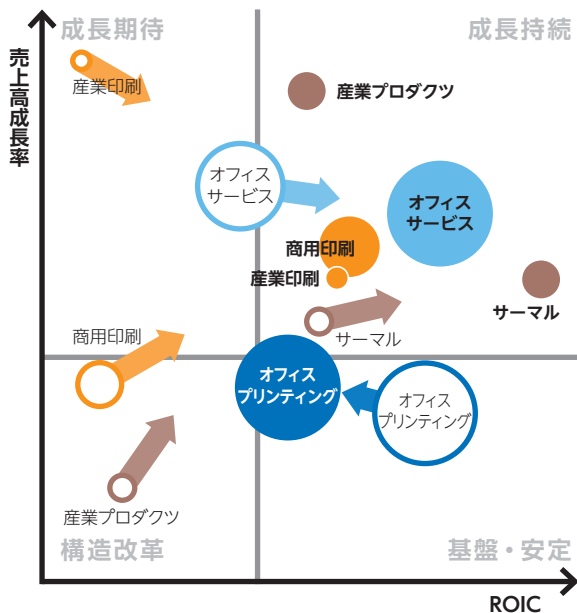 成長期待
成長持続
売上高成長率
産業印刷
産業プロダクツ
オフィス
サービス
オフィス
サービス
商用印刷
産業印刷
サーマル
サーマル
商用印刷
オフィス
プリンティング
オフィス
プリンティング
産業プロダクツ
構造改革
基盤・安定
ROIC